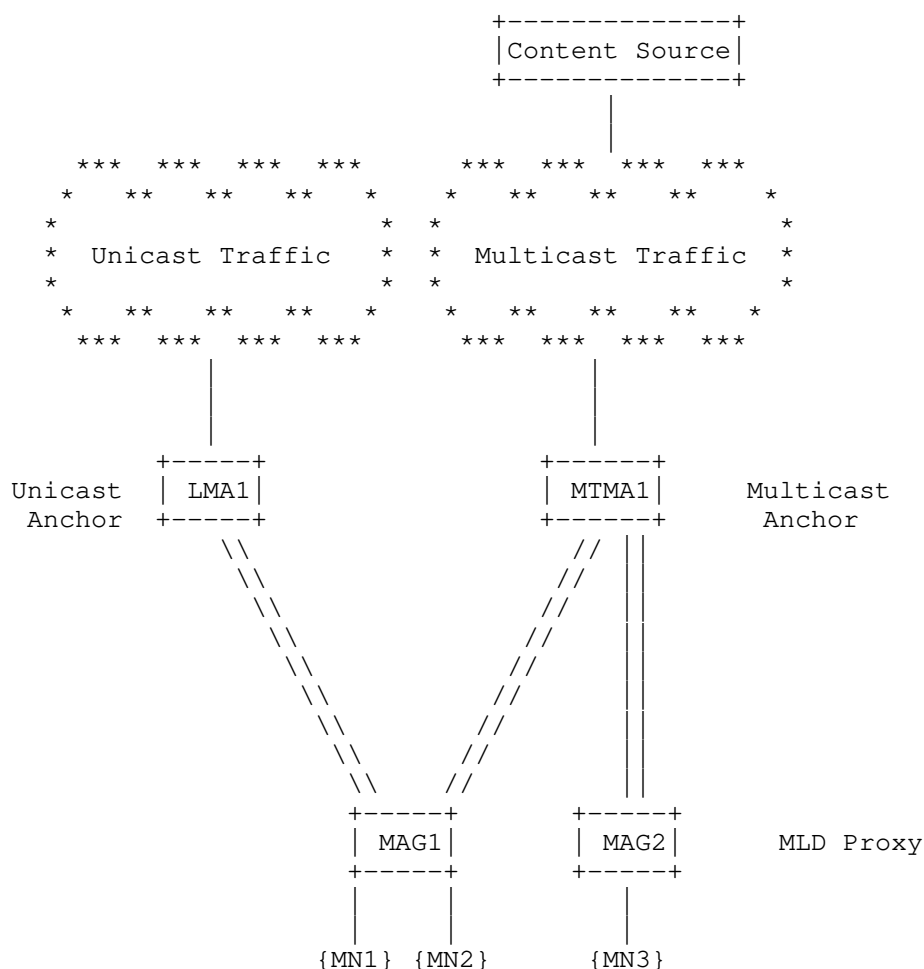 Content Source
Unicast Traffic Multicast Traffic
Unicast LMA1 MTMA1 Multicast
Anchor Anchor
MAG1 MAG2 MLD Proxy
{MN1} {MN2} {MN3}